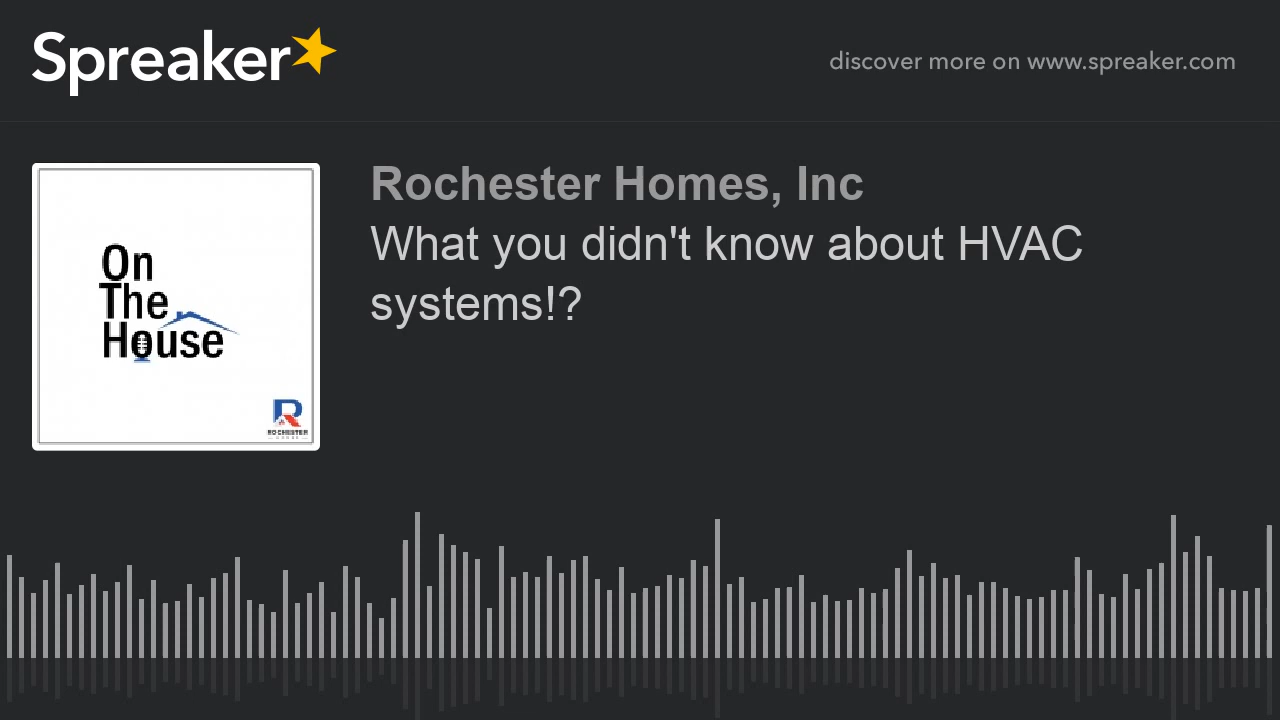 Spreaker
discover more on www.spreaker.com
Rochester Homes, Inc
What you didn't know about HVAC
systems!?
On
The
House
R
ROCHESTER